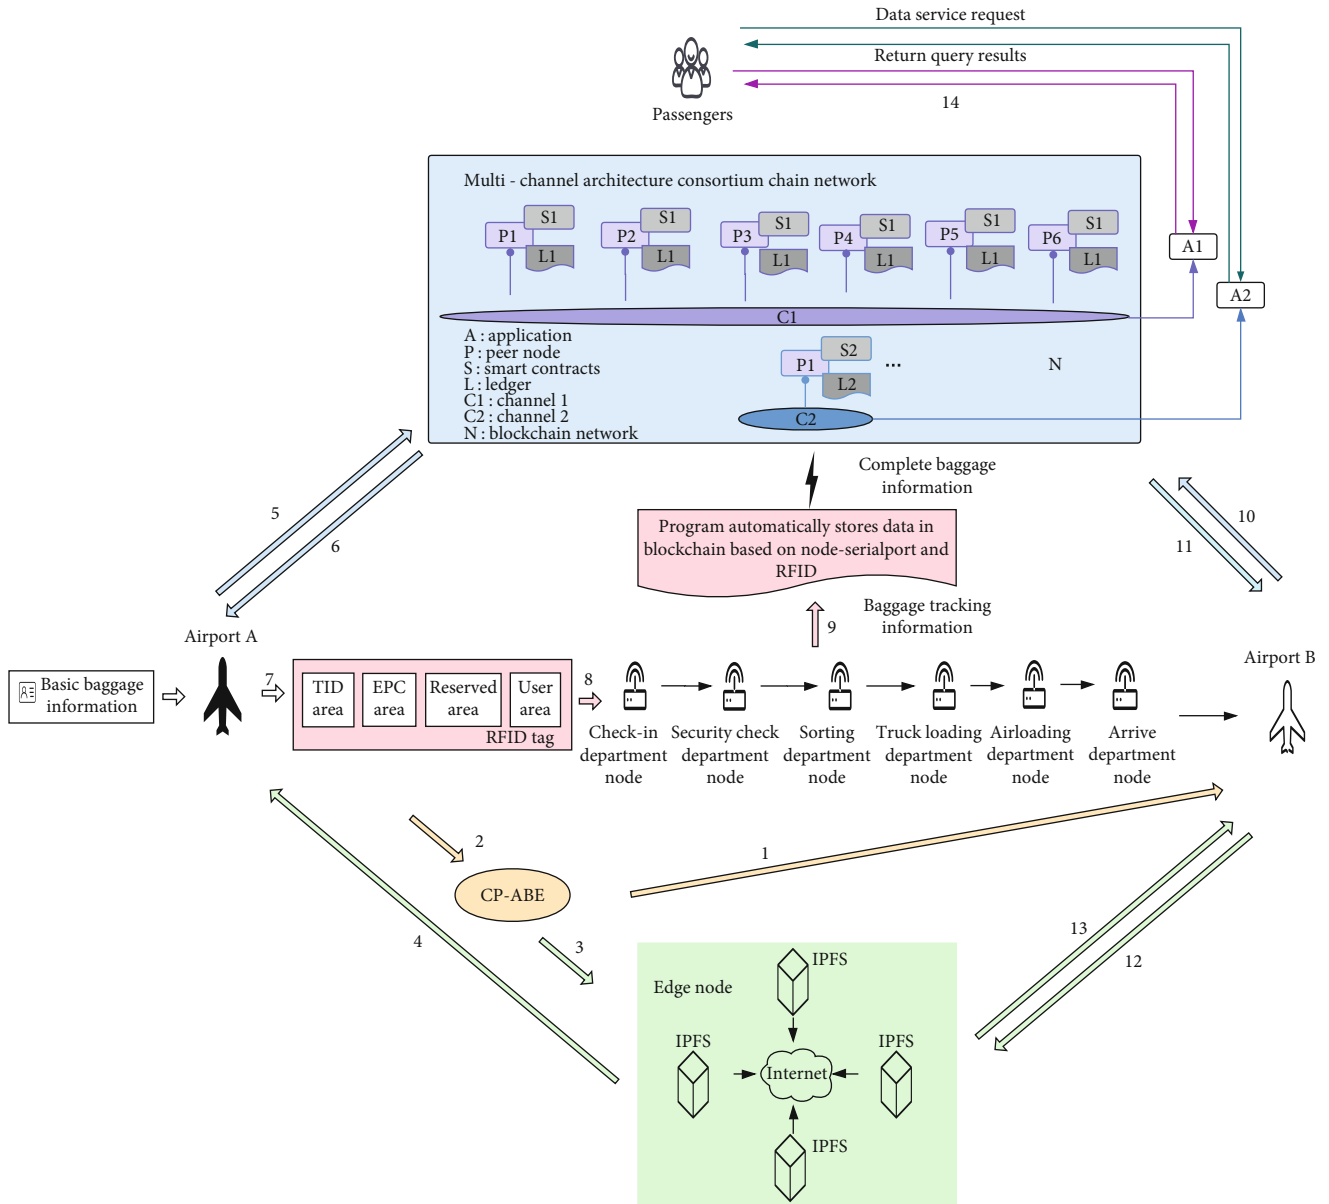 Data service request
Return query results
14
Passengers
Multi - channel architecture consortium chain network
P1 S1 L1
P2 S1 L1
P3 S1 L1
P4 S1 L1
P5 S1 L1
P6 S1 L1
A1
A2
C1
A : application
P : peer node
S : smart contracts
L : ledger
C1 : channel 1
C2 : channel 2
N : blockchain network
P1 S2 L2
...
N
C2
Complete baggage
information
5
6
10
11
Program automatically stores data in
blockchain based on node-serialport and
RFID
9
Baggage tracking
information
Airport A
Airport B
Basic baggage
information
7
TID
area
EPC
area
Reserved
area
User
area
RFID tag
8
Check-in
department
node
Security check
department
node
Sorting
department
node
Truck loading
department
node
Airloading
department
node
Arrive
department
node
2
1
CP-ABE
3
4
13
12
Edge node
IPFS
IPFS
IPFS
Internet
IPFS